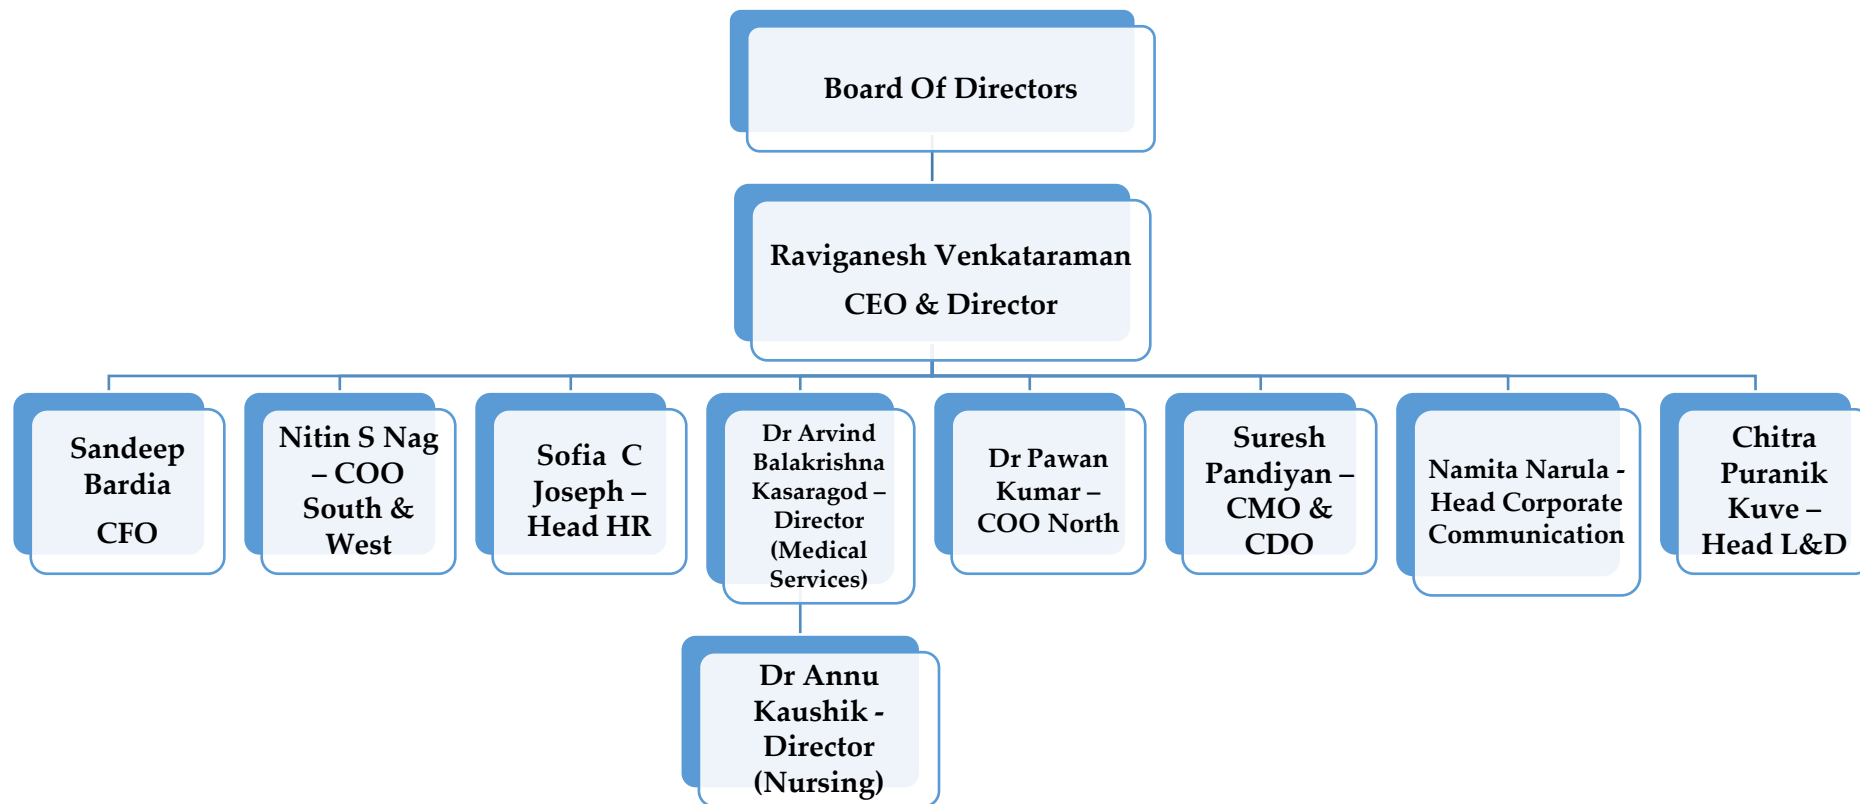 Board Of Directors
Raviganesh Venkataraman
CEO & Director
Sandeep
Bardia
CFO
Nitin S Nag
– COO
South &
West
Sofia C
Joseph –
Head HR
Dr Arvind
Balakrishna
Kasaragod –
Director
(Medical
Services)
Dr Pawan
Kumar –
COO North
Suresh
Pandiyan –
CMO &
CDO
Namita Narula -
Head Corporate
Communication
Chitra
Puranik
Kuve –
Head L&D
Dr Annu
Kaushik -
Director
(Nursing)